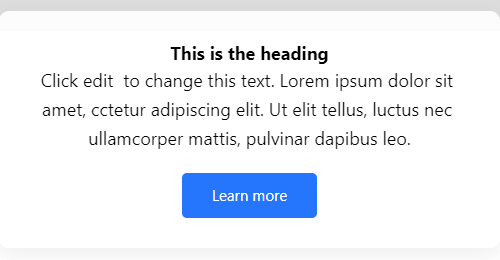 This is the heading
Click edit  to change this text. Lorem ipsum dolor sit
amet, cctetur adipiscing elit. Ut elit tellus, luctus nec
ullamcorper mattis, pulvinar dapibus leo.
Learn more